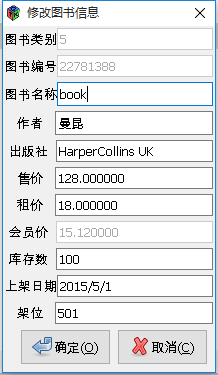 修改图书信息
图书类别 5
图书编号 22781388
图书名称 book
作者 曼昆
出版社 HarperCollins UK
售价 128.000000
租价 18.000000
会员价 15.120000
库存数 100
上架日期 2015/5/1
架位 501
确定(O) 取消(C)